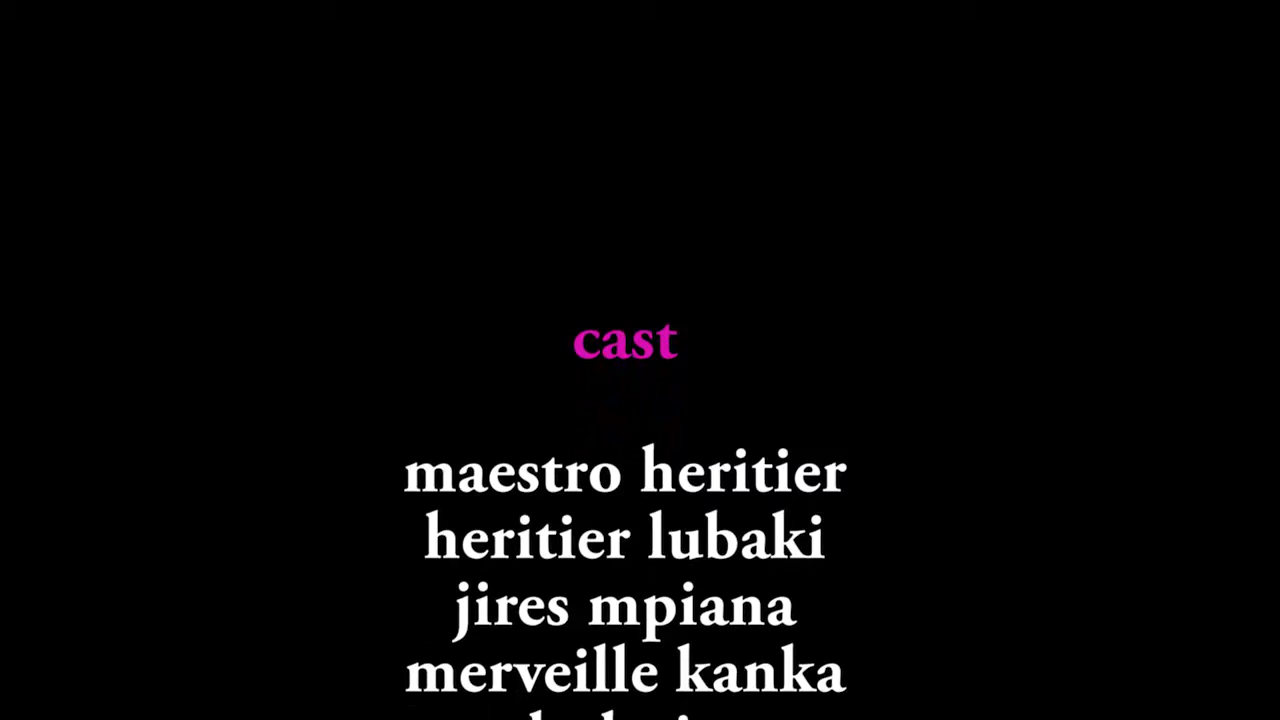 cast
maestro heritier
heritier lubaki
jires mpiana
merveille kanka